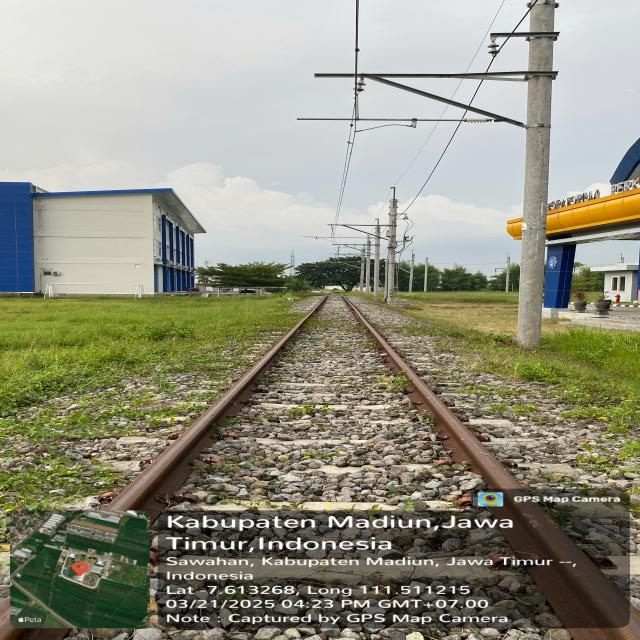 GPS Map Camera
Kabupaten Madiun,Jawa
Timur,Indonesia
Sawahan, Kabupaten Madiun, Jawa Timur --,
Indonesia
Lat -7.613268, Long 111.511215
03/21/2025 04:23 PM GMT+07:00
Note : Captured by GPS Map Camera
Peta